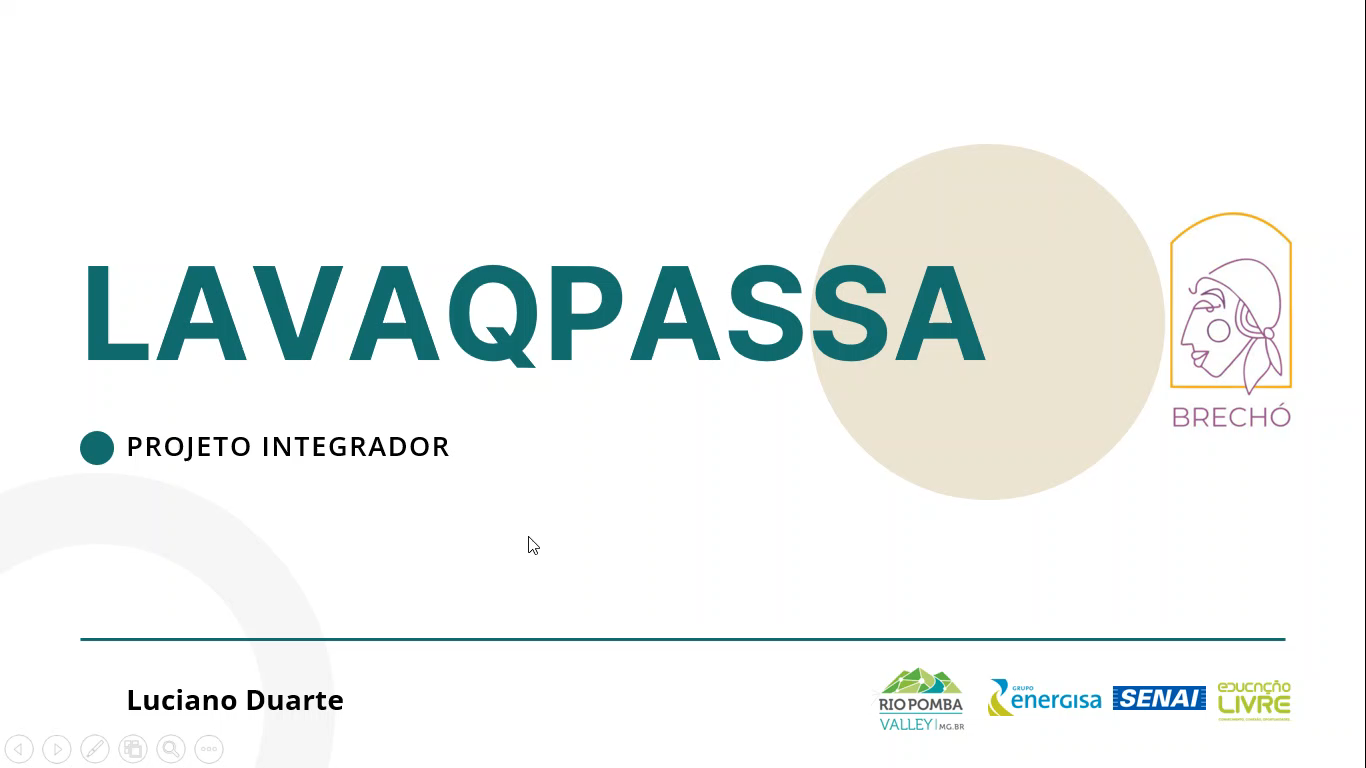 LAVAQPASSA
BRECHÓ
PROJETO INTEGRADOR
Luciano Duarte
RIO POMBA
VALLEY | MG.BR
GRUPO
energisa
SENAI
EDUCAÇÃO
LIVRE